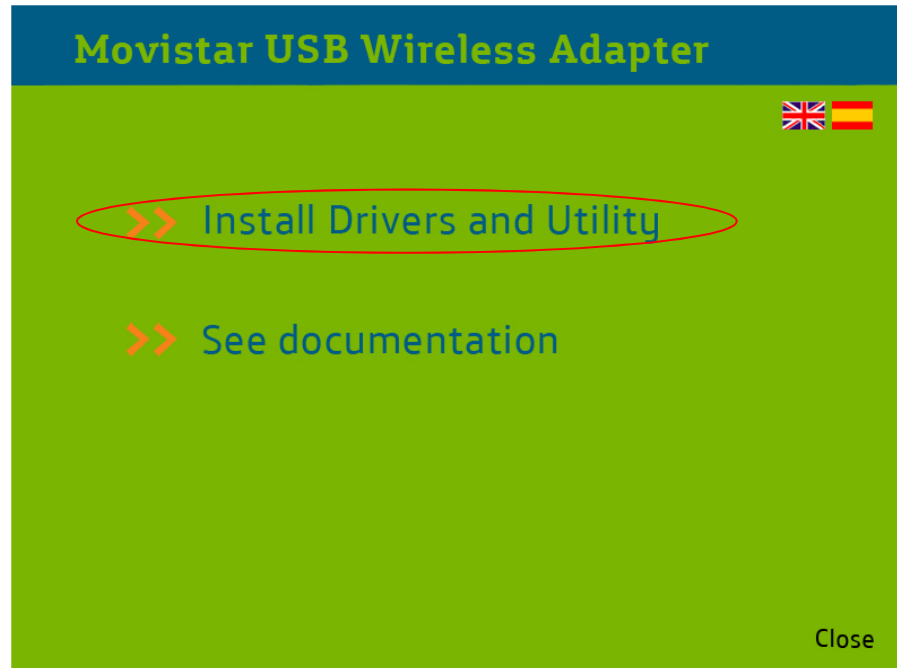 Movistar USB Wireless Adapter
>> Install Drivers and Utility
>> See documentation
Close